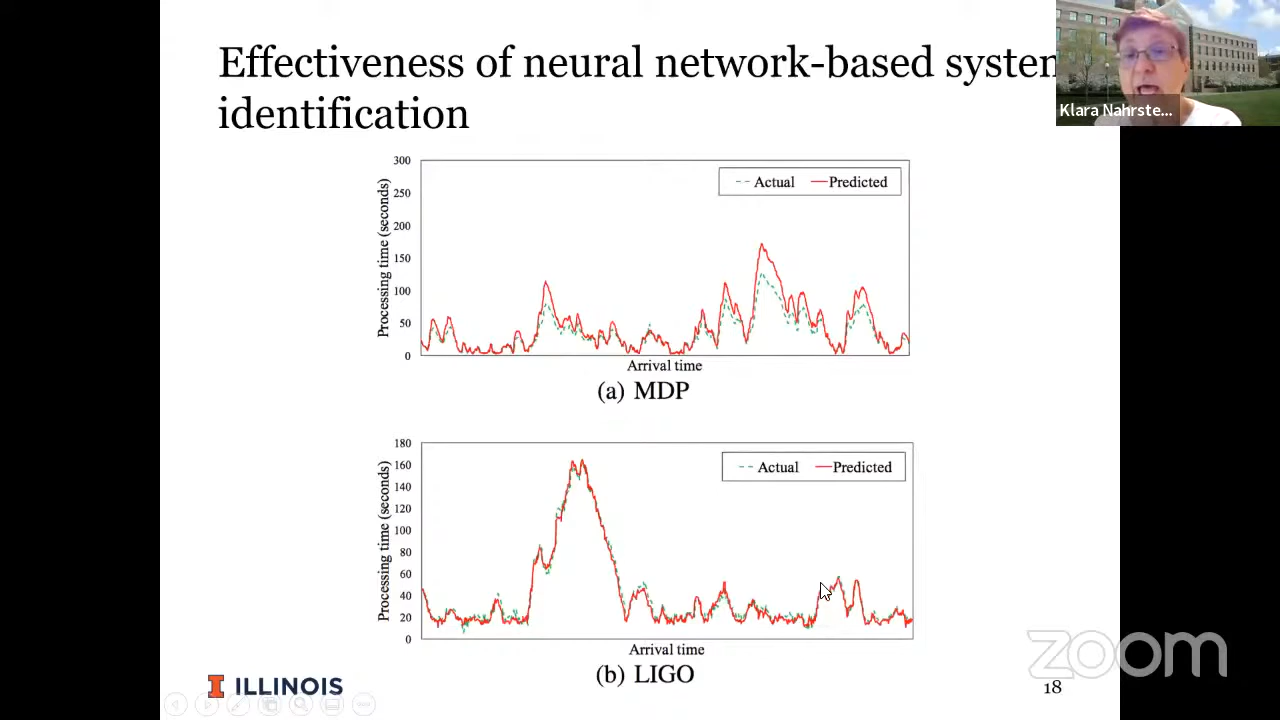 Effectiveness of neural network-based system
identification
Klara Nahrste...
300
250
200
150
100
50
0
Processing time (seconds)
Actual
Predicted
Arrival time
(a) MDP
180
160
140
120
100
80
60
40
20
0
Processing time (seconds)
Actual
Predicted
Arrival time
(b) LIGO
ILLINOIS
18
zoom